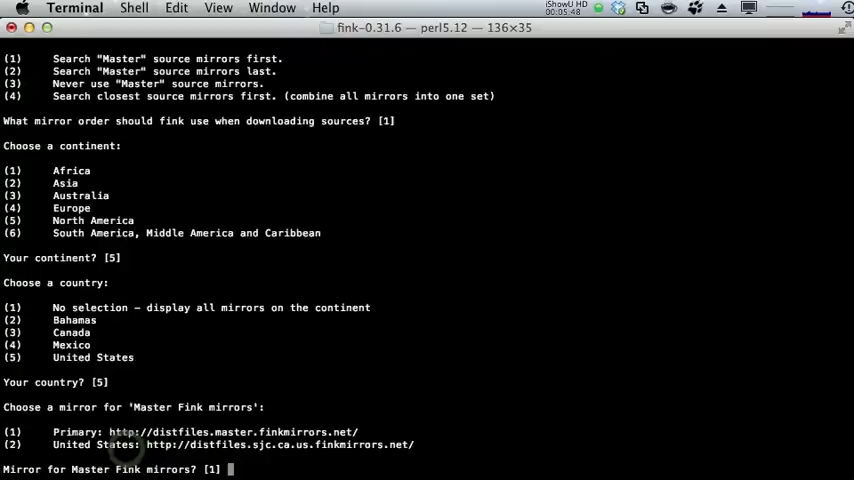 Terminal Shell Edit View Window Help iShowU HD 00:05:48
fink-0.31.6 — perl5.12 — 136×35
(1) Search "Master" source mirrors first.
(2) Search "Master" source mirrors last.
(3) Never use "Master" source mirrors.
(4) Search closest source mirrors first. (combine all mirrors into one set)
What mirror order should fink use when downloading sources? [1]
Choose a continent:
(1) Africa
(2) Asia
(3) Australia
(4) Europe
(5) North America
(6) South America, Middle America and Caribbean
Your continent? [5]
Choose a country:
(1) No selection - display all mirrors on the continent
(2) Bahamas
(3) Canada
(4) Mexico
(5) United States
Your country? [5]
Choose a mirror for 'Master Fink mirrors':
(1) Primary: http://distfiles.master.finkmirrors.net/
(2) United States: http://distfiles.sjc.ca.us.finkmirrors.net/
Mirror for Master Fink mirrors? [1]